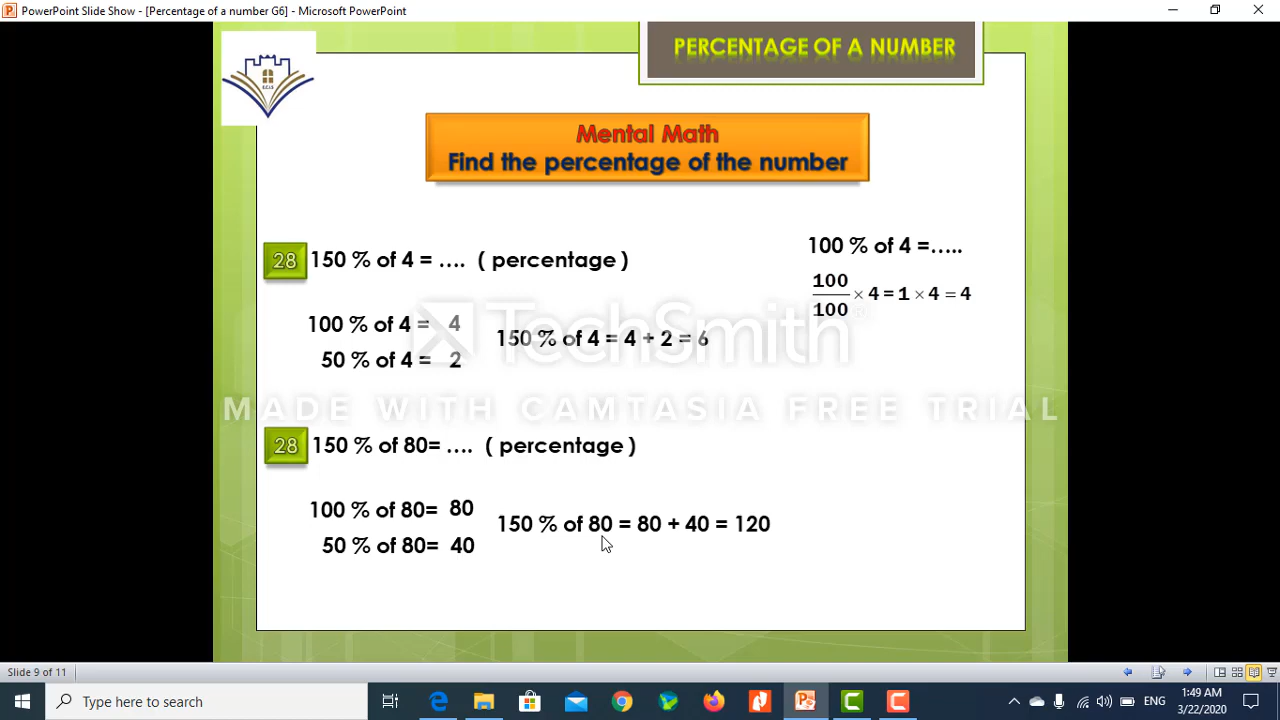 PowerPoint Slide Show - [Percentage of a number G6] - Microsoft PowerPoint
PERCENTAGE OF A NUMBER
Mental Math
Find the percentage of the number
28 150 % of 4 = .... ( percentage )
100 % of 4 =.....
100
100 × 4 = 1 × 4 = 4
100 % of 4 = 4
50 % of 4 = 2
150 % of 4 = 4 + 2 = 6
TechSmith
MADE WITH CAMTASIA FREE TRIAL
28 150 % of 80= .... ( percentage )
100 % of 80= 80
50 % of 80= 40
150 % of 80 = 80 + 40 = 120
Slide 9 of 11
Type here to search
ENG
1:49 AM
3/22/2020